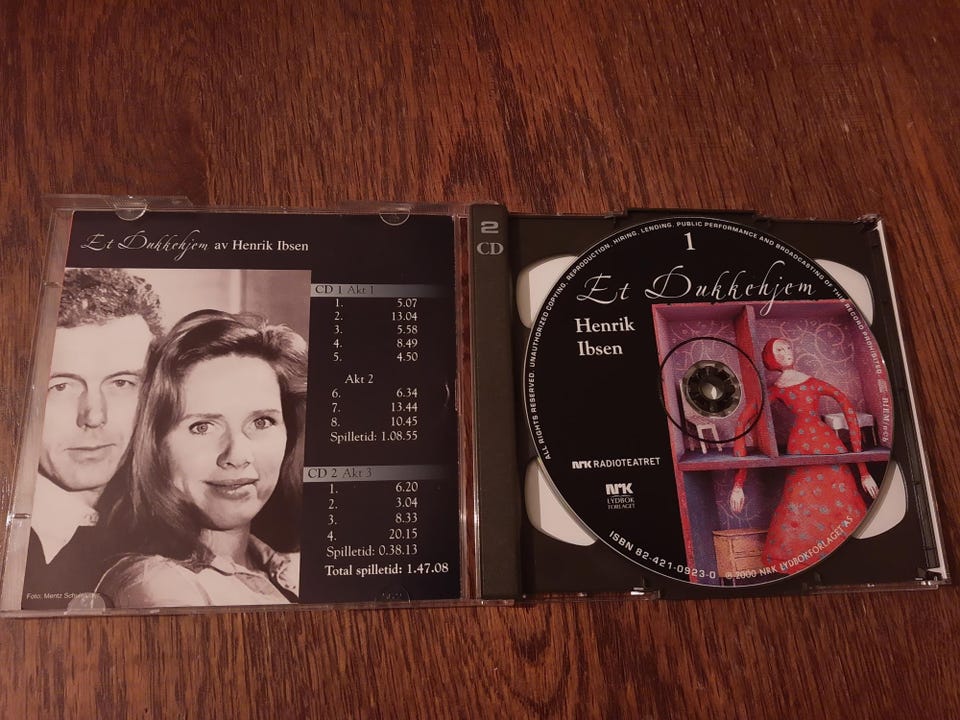 Et Dukkehjem av Henrik Ibsen
CD 1 Akt 1
1. 5.07
2. 13.04
3. 5.58
4. 8.49
5. 4.50
Akt 2
6. 6.34
7. 13.44
8. 10.45
Spilletid: 1.08.55
CD 2 Akt 3
1. 6.20
2. 3.04
3. 8.33
4. 20.15
Spilletid: 0.38.13
Total spilletid: 1.47.08
Foto: Mentz
2
CD
1
Et Dukkehjem
Henrik
Ibsen
NRK RADIOTEATRET
NRK
LYDBOK
FORLAGET
ALL RIGHTS RESERVED. UNAUTHORIZED COPYING, REPRODUCTION, HIRING, LENDING, PUBLIC PERFORMANCE AND BROADCASTING OF THIS RECORD PROHIBITED
ISBN 82-421-0923-0 © 2000 NRK LYDBOKFORLAGET AS